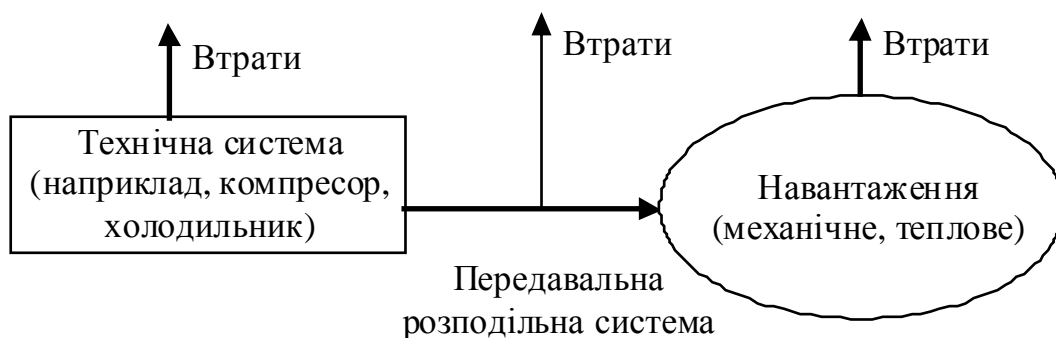 Втрати
Втрати
Втрати
Технічна система
(наприклад, компресор,
холодильник)
Навантаження
(механічне, теплове)
Передавальна
розподільна система